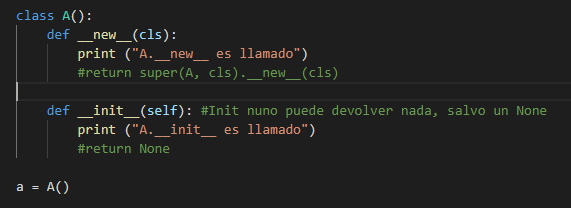 class A():
    def __new__(cls):
        print ("A.__new__ es llamado")
        #return super(A, cls).__new__(cls)

    def __init__(self): #Init nuno puede devolver nada, salvo un None
        print ("A.__init__ es llamado")
        #return None

a = A()